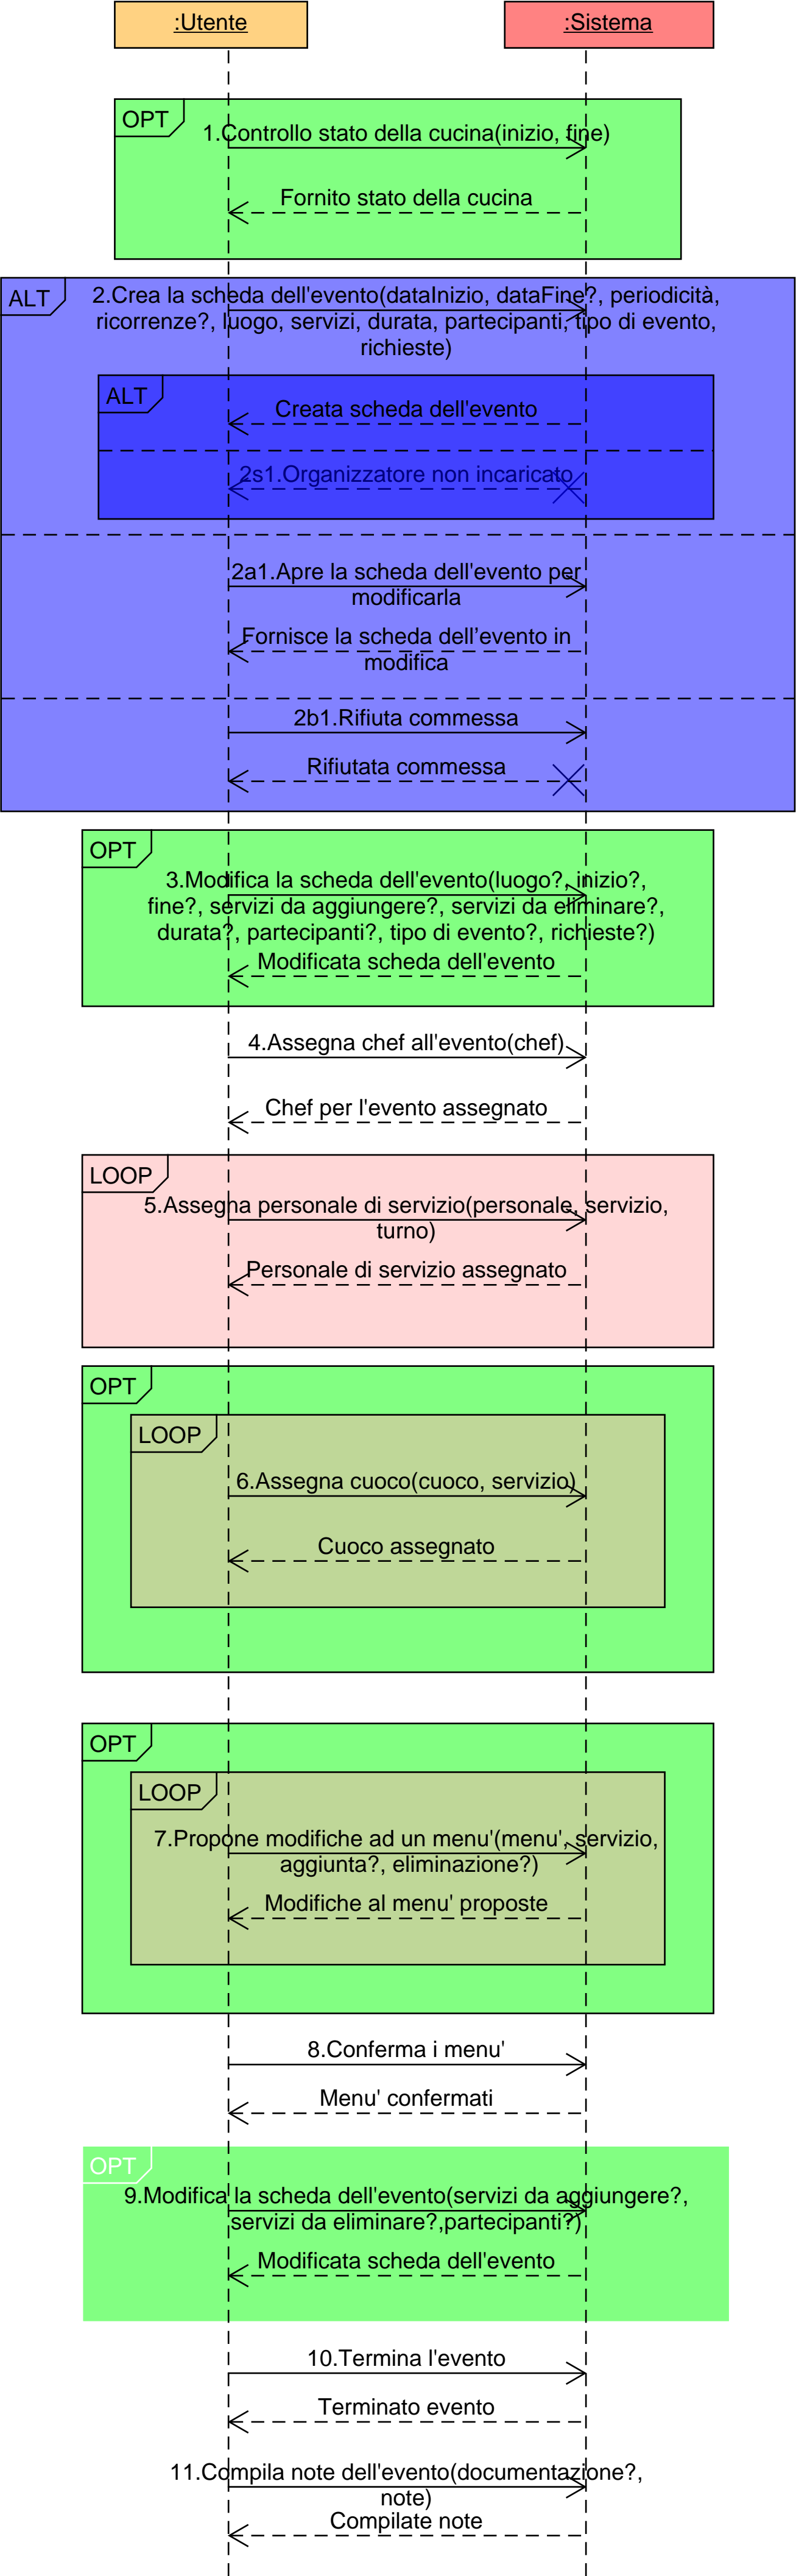 :Utente
:Sistema
OPT
1.Controllo stato della cucina(inizio, fine)
Fornito stato della cucina
ALT
2.Crea la scheda dell'evento(dataInizio, dataFine?, periodicità,
ricorrenze?, luogo, servizi, durata, partecipanti, tipo di evento,
richieste)
ALT
Creata scheda dell'evento
2s1.Organizzatore non incaricato
2a1.Apre la scheda dell'evento per
modificarla
Fornisce la scheda dell’evento in
modifica
2b1.Rifiuta commessa
Rifiutata commessa
OPT
3.Modifica la scheda dell'evento(luogo?, inizio?,
fine?, servizi da aggiungere?, servizi da eliminare?,
durata?, partecipanti?, tipo di evento?, richieste?)
Modificata scheda dell'evento
4.Assegna chef all'evento(chef)
Chef per l'evento assegnato
LOOP
5.Assegna personale di servizio(personale, servizio,
turno)
Personale di servizio assegnato
OPT
LOOP
6.Assegna cuoco(cuoco, servizio)
Cuoco assegnato
OPT
LOOP
7.Propone modifiche ad un menu'(menu', servizio,
aggiunta?, eliminazione?)
Modifiche al menu' proposte
8.Conferma i menu'
Menu' confermati
OPT
9.Modifica la scheda dell'evento(servizi da aggiungere?,
servizi da eliminare?,partecipanti?)
Modificata scheda dell'evento
10.Termina l'evento
Terminato evento
11.Compila note dell'evento(documentazione?,
note)
Compilate note